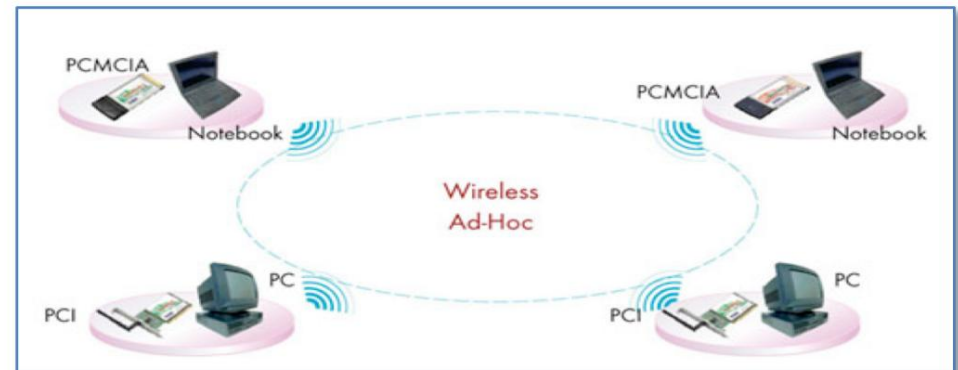 PCMCIA
Notebook
PCMCIA
Notebook
Wireless
Ad-Hoc
PC
PCI
PC
PCI